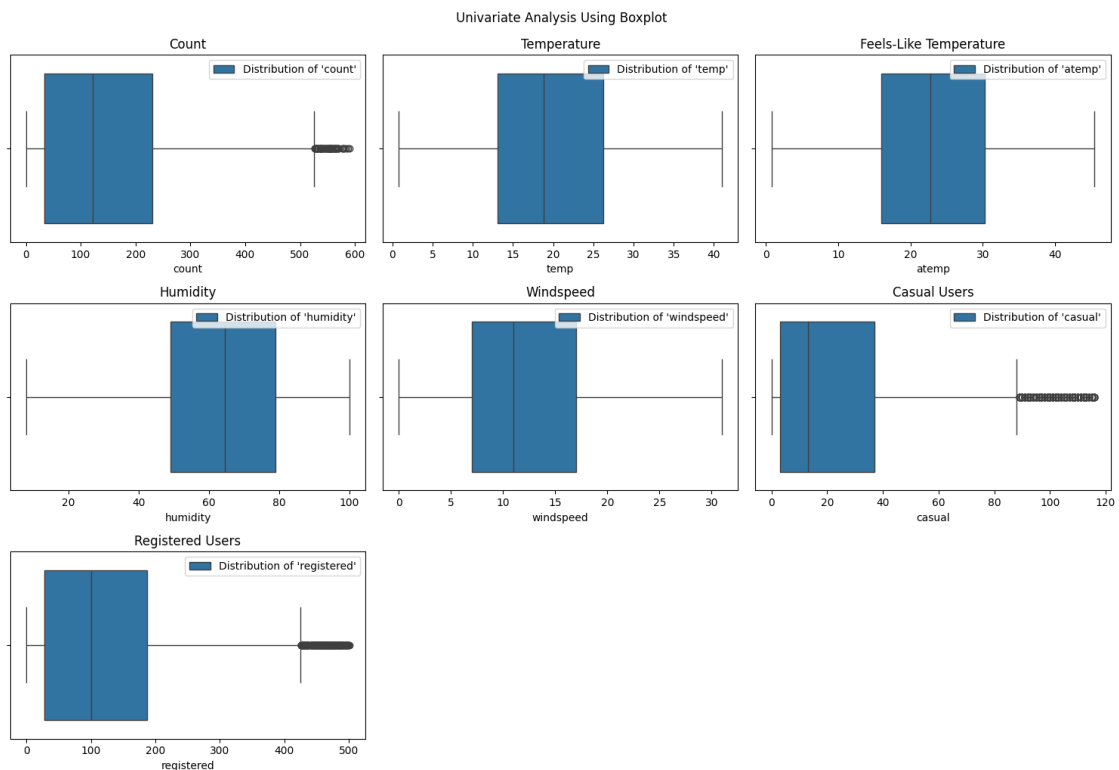 Univariate Analysis Using Boxplot
Count
Distribution of 'count'
0 100 200 300 400 500 600
count
Temperature
Distribution of 'temp'
0 5 10 15 20 25 30 35 40
temp
Feels-Like Temperature
Distribution of 'atemp'
0 10 20 30 40
atemp
Humidity
Distribution of 'humidity'
20 40 60 80 100
humidity
Windspeed
Distribution of 'windspeed'
0 5 10 15 20 25 30
windspeed
Casual Users
Distribution of 'casual'
0 20 40 60 80 100 120
casual
Registered Users
Distribution of 'registered'
0 100 200 300 400 500
registered